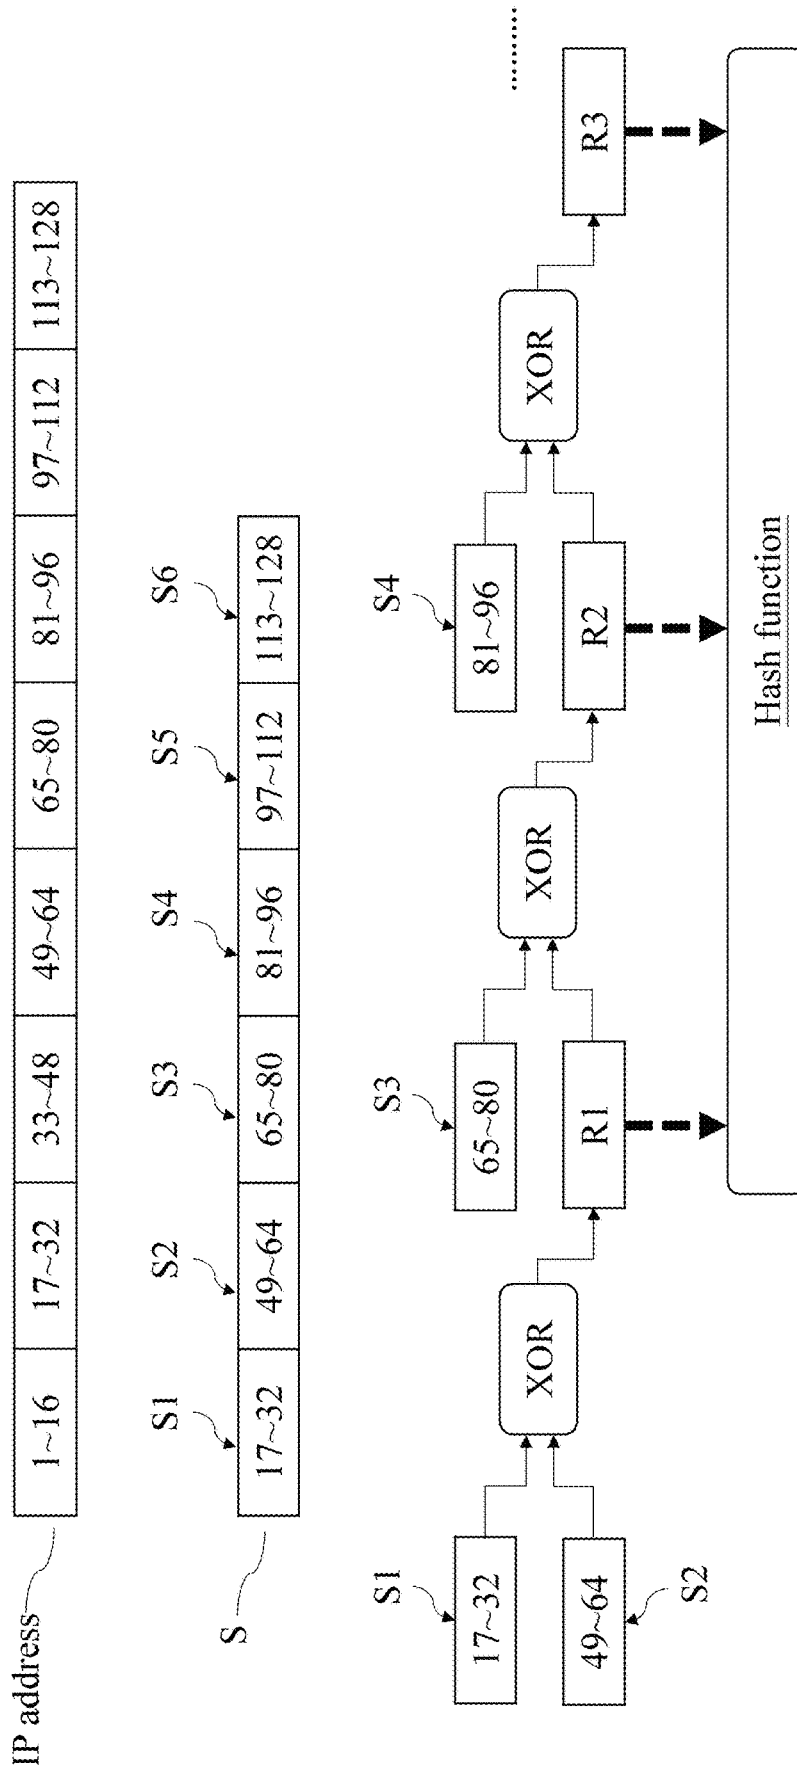 IP address
1~16 17~32 33~48 49~64 65~80 81~96 97~112 113~128
S1 S2 S3 S4 S5 S6
S
17~32 49~64 65~80 81~96 97~112 113~128
S1 S3 S4
17~32 65~80 81~96
XOR XOR XOR
49~64 R1 R2 R3
S2
Hash function